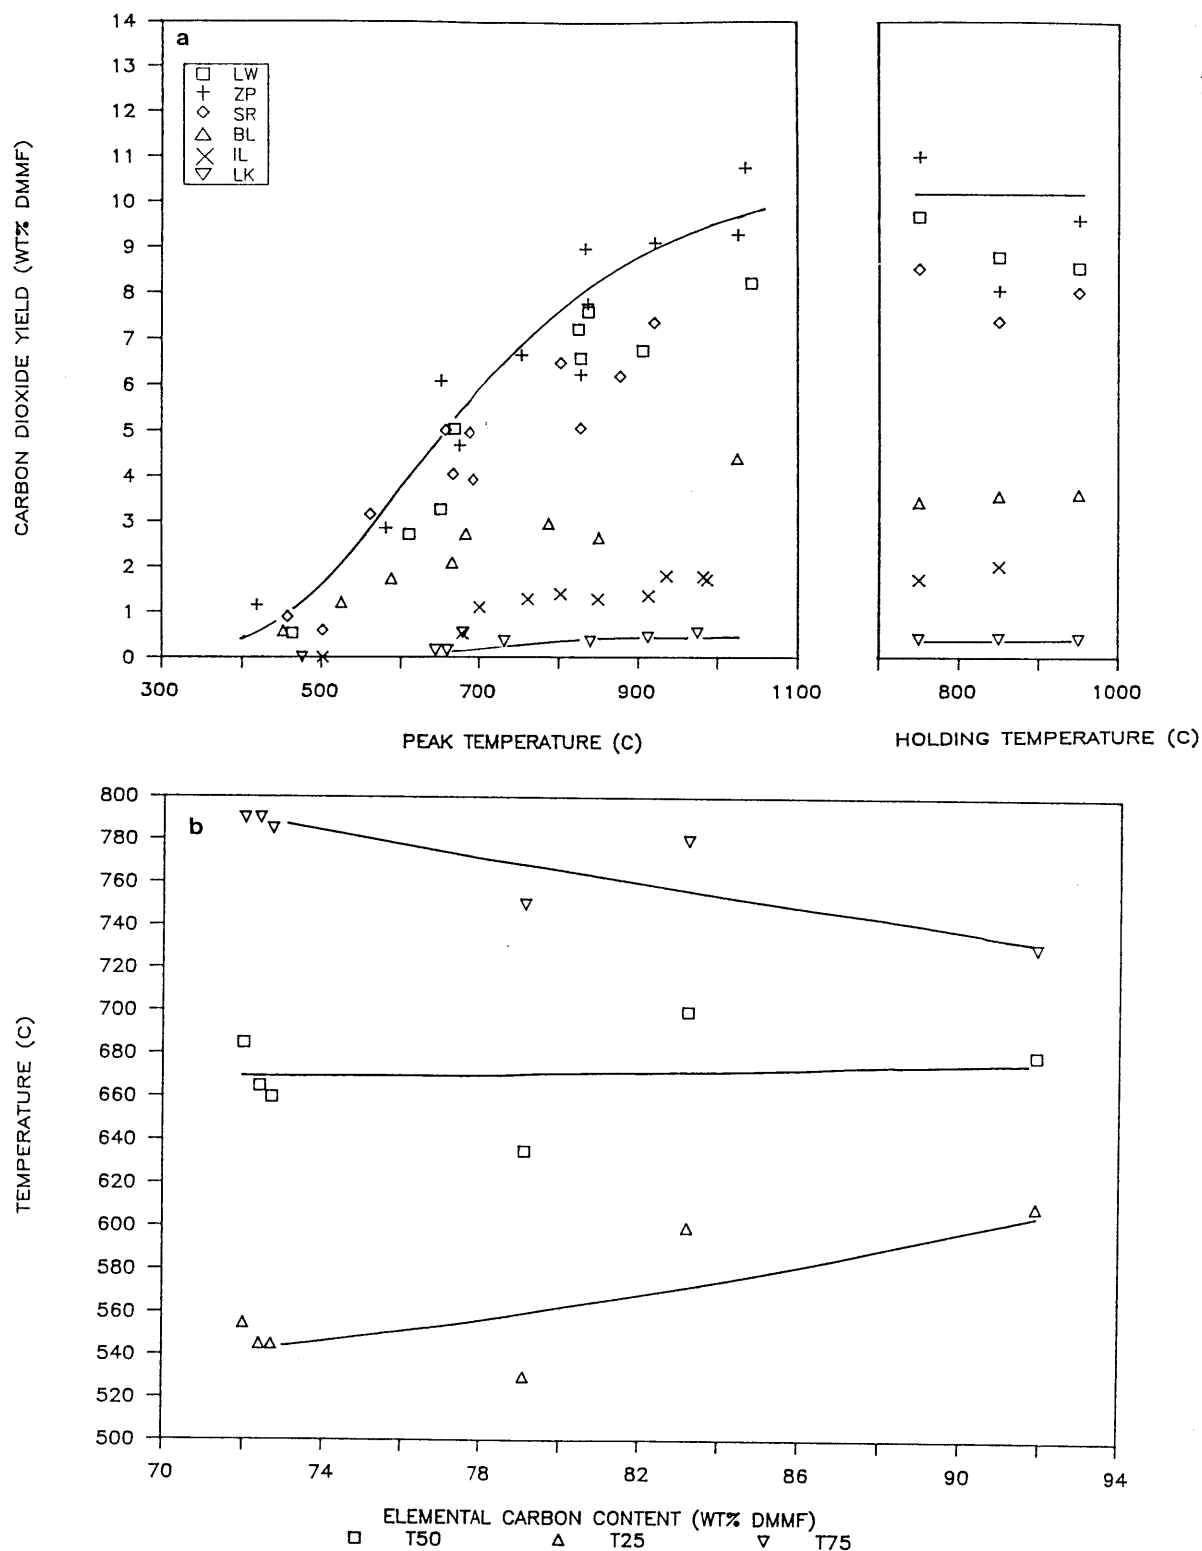 a
14
13
12
11
10
9
8
7
6
5
4
3
2
1
0
CARBON DIOXIDE YIELD (WT% DMMF)
LW
ZP
SR
BL
IL
LK
300 500 700 900 1100
PEAK TEMPERATURE (C)
800 1000
HOLDING TEMPERATURE (C)
b
800
780
760
740
720
700
680
660
640
620
600
580
560
540
520
500
TEMPERATURE (C)
70 74 78 82 86 90 94
ELEMENTAL CARBON CONTENT (WT% DMMF)
T50 T25 T75